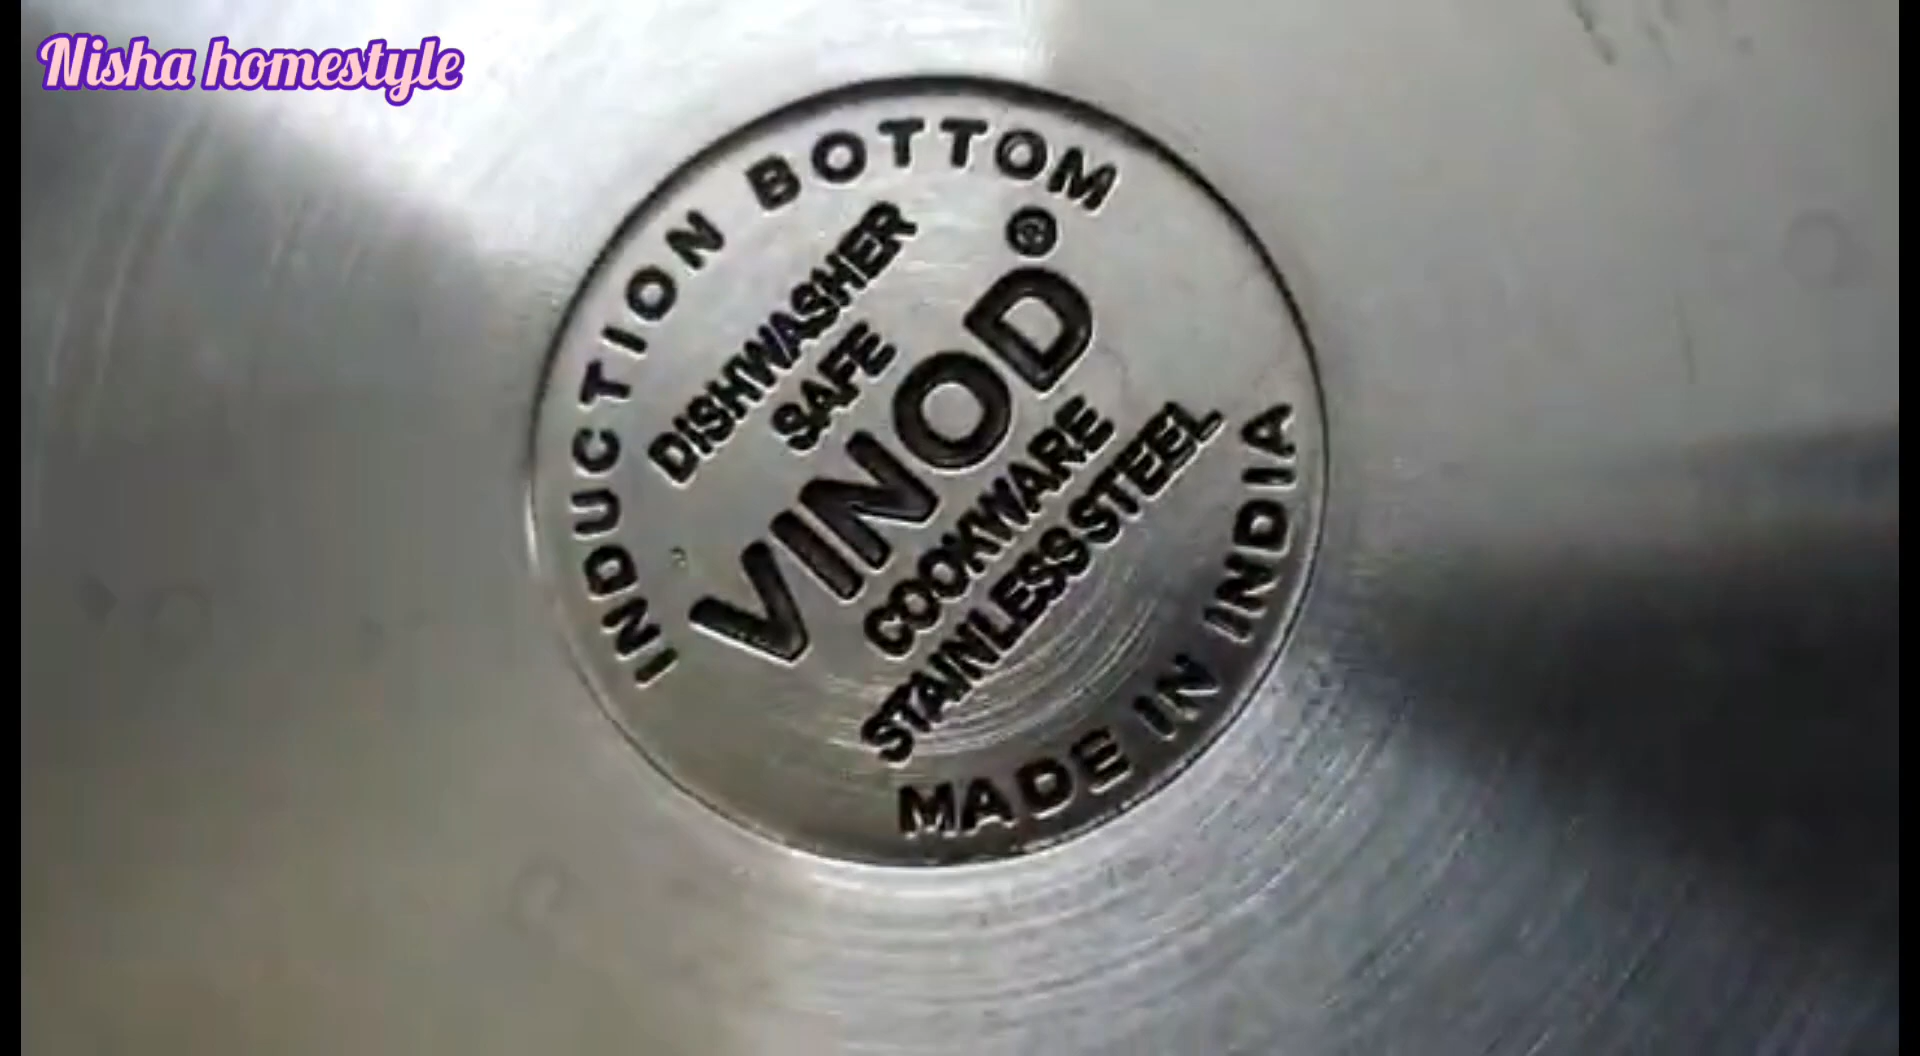 Nisha homestyle
INDUCTION BOTTOM
DISHWASHER
SAFE
VINOD®
COOKWARE
STAINLESS STEEL
MADE IN INDIA